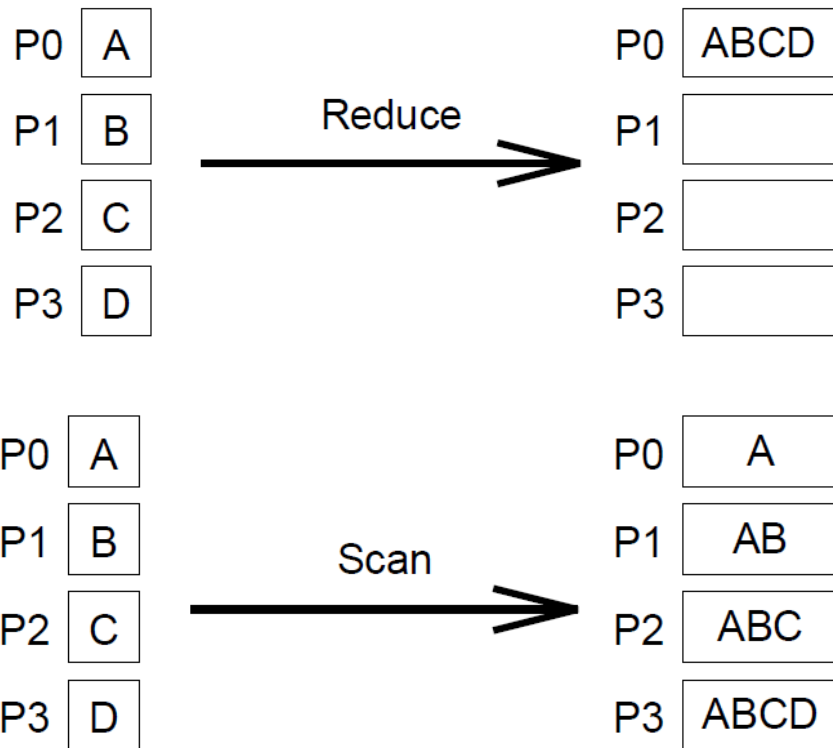 P0 A P0 ABCD
Reduce
P1 B P1
P2 C P2
P3 D P3
P0 A P0 A
P1 B P1 AB
Scan
P2 C P2 ABC
P3 D P3 ABCD